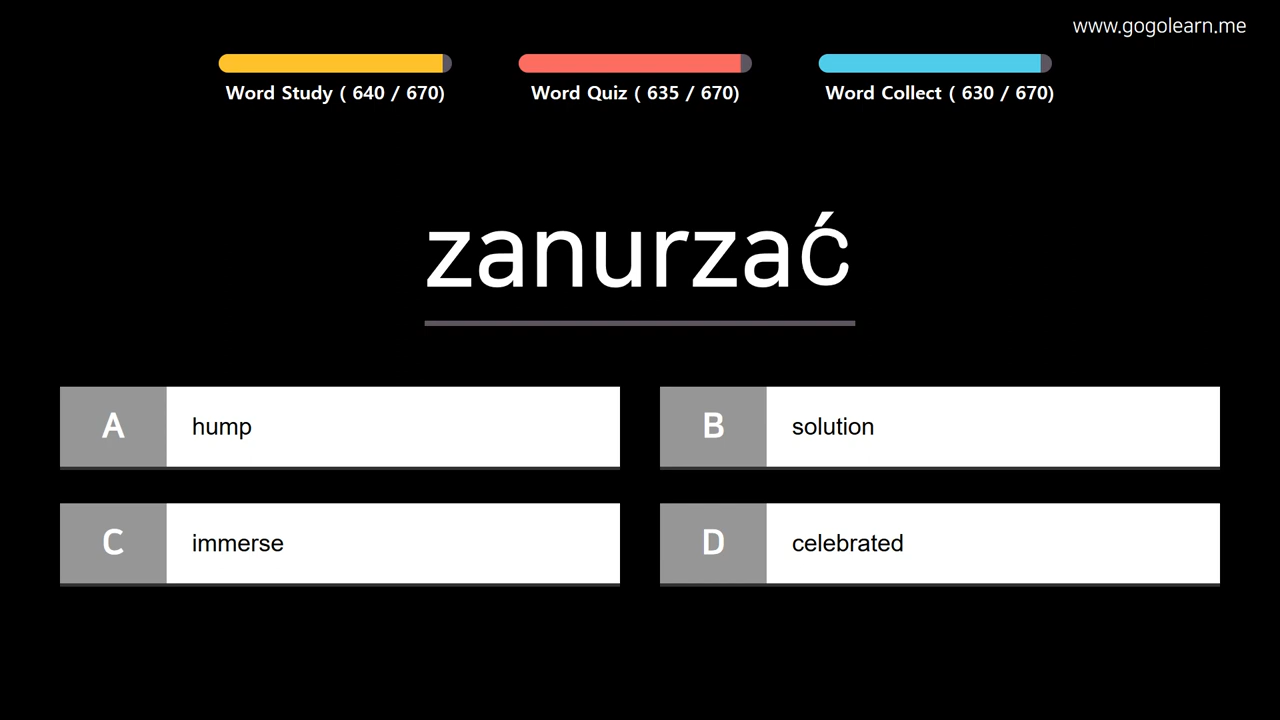 www.gogolearn.me
Word Study ( 640 / 670)
Word Quiz ( 635 / 670)
Word Collect ( 630 / 670)
zanurzać
A hump
B solution
C immerse
D celebrated